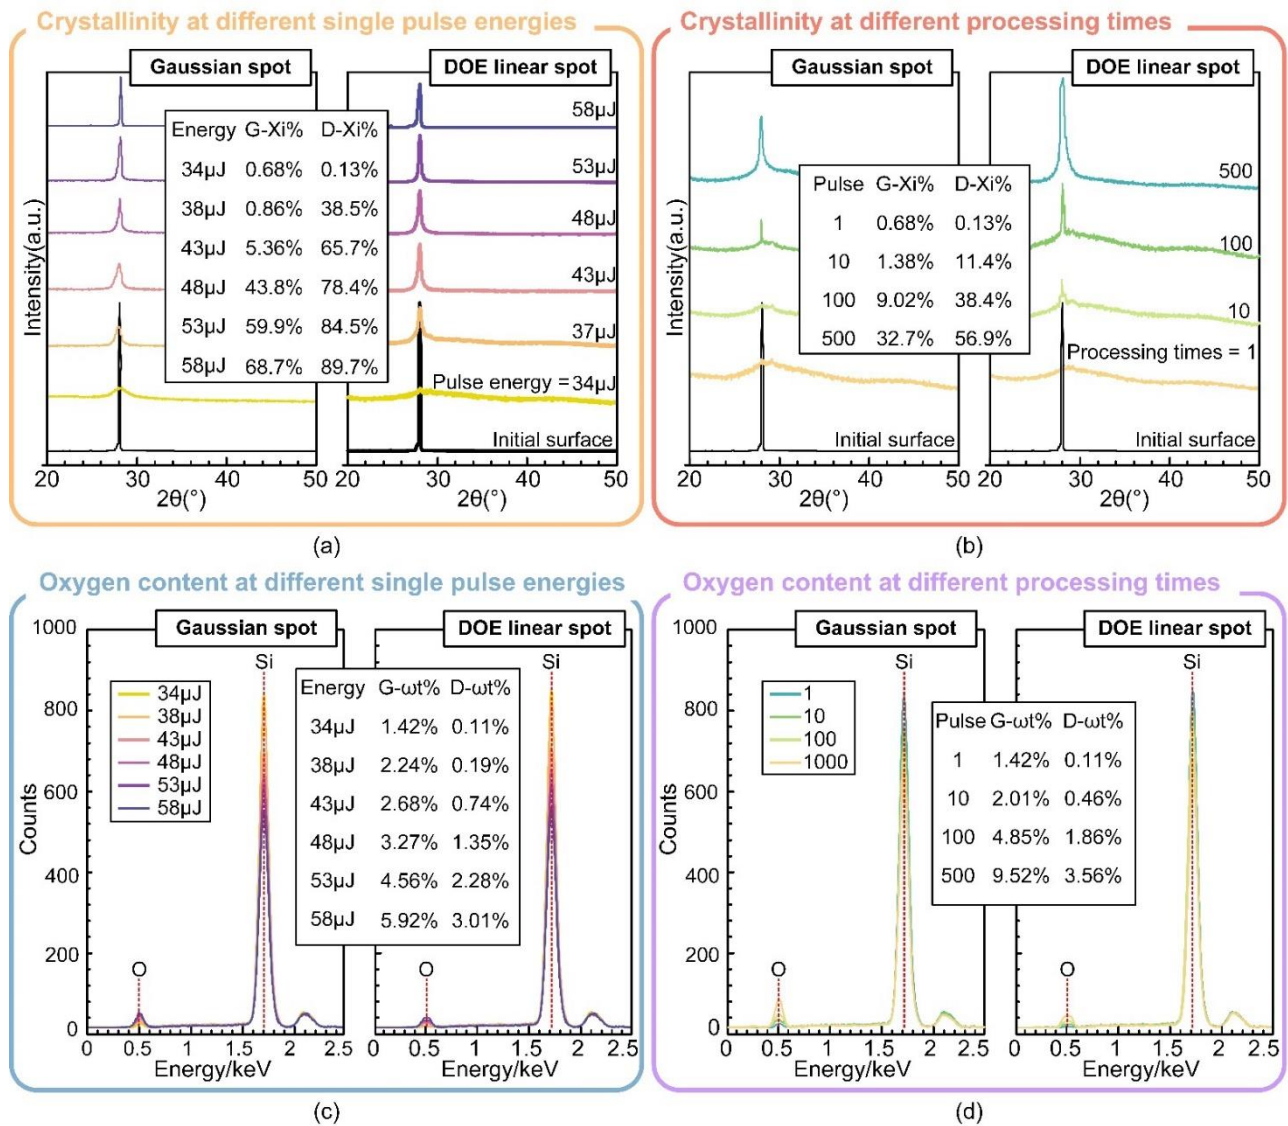 Crystallinity at different single pulse energies
Gaussian spot
DOE linear spot
Energy G-Xi% D-Xi%
34μJ 0.68% 0.13%
38μJ 0.86% 38.5%
43μJ 5.36% 65.7%
48μJ 43.8% 78.4%
53μJ 59.9% 84.5%
58μJ 68.7% 89.7%
58μJ
53μJ
48μJ
43μJ
37μJ
Pulse energy = 34μJ
Initial surface
Intensity(a.u.)
20 30 40 50
2θ(°)
20 30 40 50
2θ(°)
(a)
Crystallinity at different processing times
Gaussian spot
DOE linear spot
Pulse G-Xi% D-Xi%
1 0.68% 0.13%
10 1.38% 11.4%
100 9.02% 38.4%
500 32.7% 56.9%
500
100
10
Processing times = 1
Initial surface
Initial surface
Intensity(a.u.)
20 30 40 50
2θ(°)
20 30 40 50
2θ(°)
(b)
Oxygen content at different single pulse energies
Gaussian spot
DOE linear spot
1000
800
600
400
200
0
Counts
34μJ
38μJ
43μJ
48μJ
53μJ
58μJ
Si
Si
Energy G-ωt% D-ωt%
34μJ 1.42% 0.11%
38μJ 2.24% 0.19%
43μJ 2.68% 0.74%
48μJ 3.27% 1.35%
53μJ 4.56% 2.28%
58μJ 5.92% 3.01%
O
O
0 0.5 1 1.5 2 2.5
Energy/keV
0 0.5 1 1.5 2 2.5
Energy/keV
(c)
Oxygen content at different processing times
Gaussian spot
DOE linear spot
1000
800
600
400
200
0
Counts
1
10
100
1000
Si
Si
Pulse G-ωt% D-ωt%
1 1.42% 0.11%
10 2.01% 0.46%
100 4.85% 1.86%
500 9.52% 3.56%
O
O
0 0.5 1 1.5 2 2.5
Energy/keV
0 0.5 1 1.5 2 2.5
Energy/keV
(d)